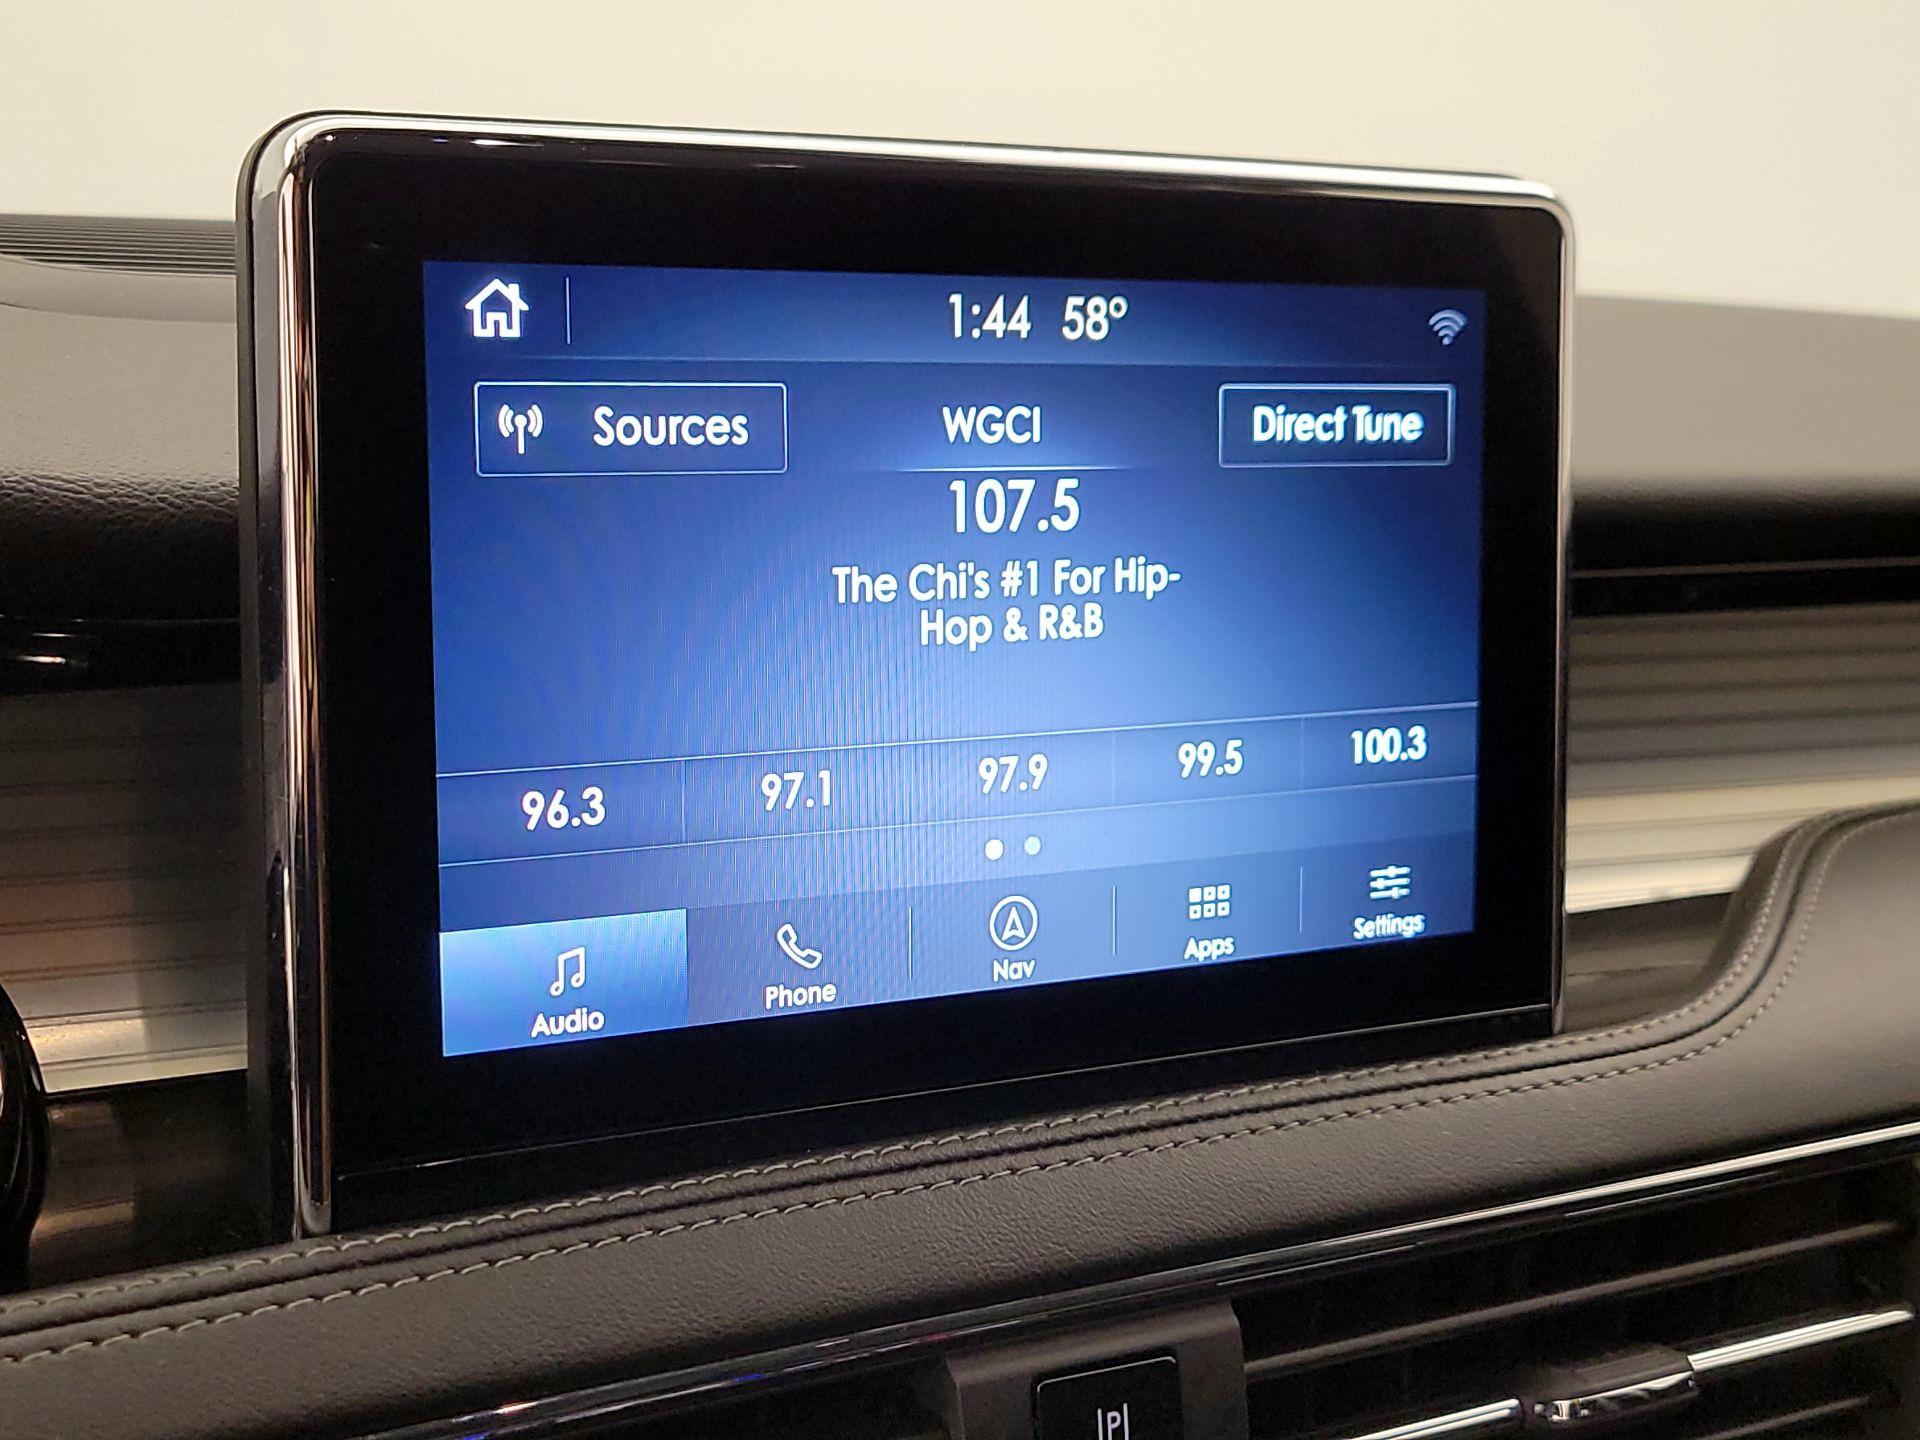 1:44 58°
Sources
WGCI
Direct Tune
107.5
The Chi's #1 For Hip-
Hop & R&B
96.3 97.1 97.9 99.5 100.3
Audio Phone Nav Apps Settings
P